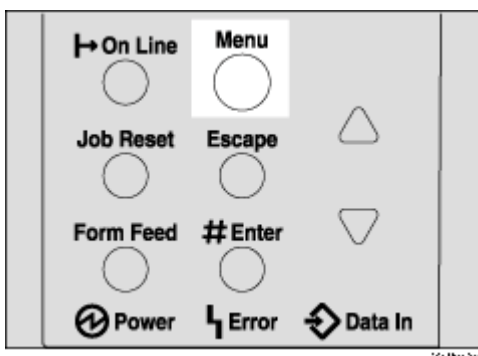 On Line Menu
Job Reset Escape
Form Feed # Enter
Power Error Data In